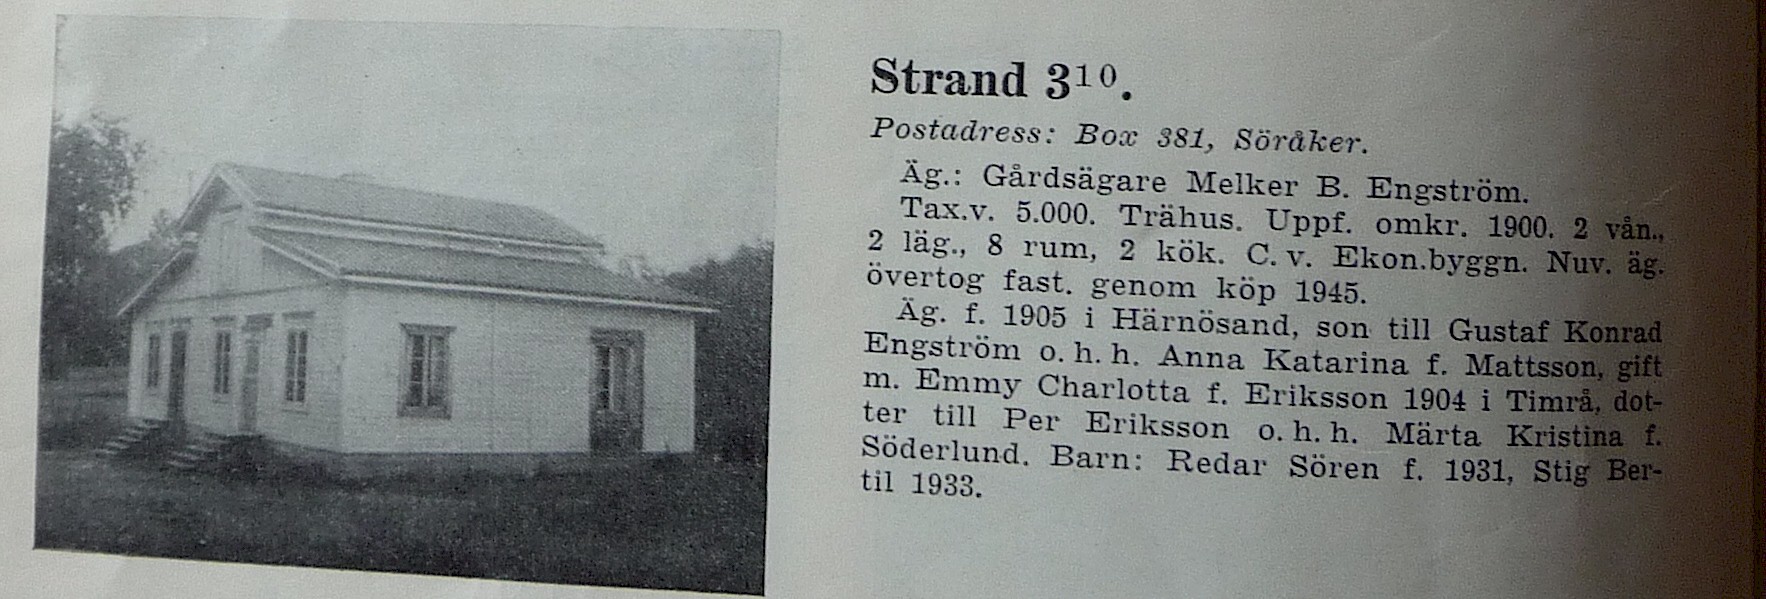 Strand 3¹⁰.
Postadress: Box 381, Söråker.
Äg.: Gårdsägare Melker B. Engström.
Tax.v. 5.000. Trähus. Uppf. omkr. 1900. 2 vån.,
2 läg., 8 rum, 2 kök. C. v. Ekon.byggn. Nuv. äg.
övertog fast. genom köp 1945.
Äg. f. 1905 i Härnösand, son till Gustaf Konrad
Engström o. h. h. Anna Katarina f. Mattsson, gift
m. Emmy Charlotta f. Eriksson 1904 i Timrå, dot-
ter till Per Eriksson o. h. h. Märta Kristina f.
Söderlund. Barn: Redar Sören f. 1931, Stig Ber-
til 1933.